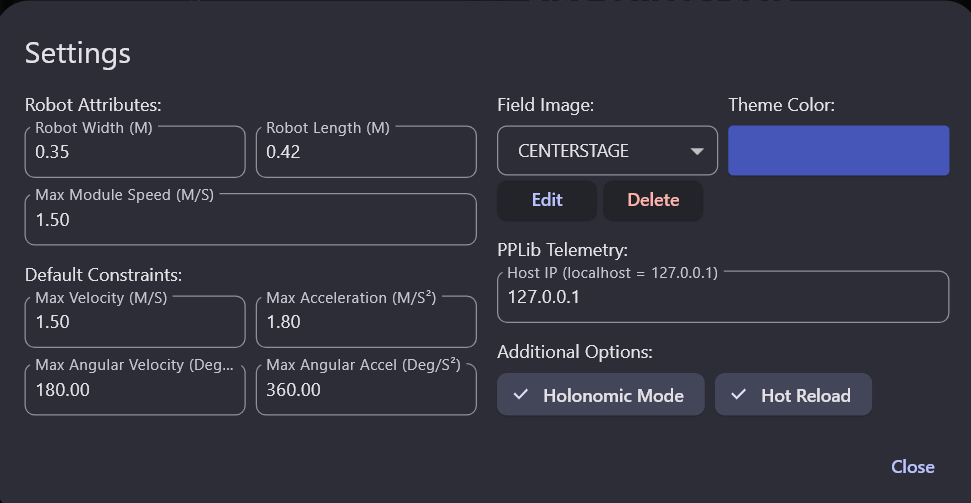 Settings
Robot Attributes:
Robot Width (M)
0.35
Robot Length (M)
0.42
Max Module Speed (M/S)
1.50
Default Constraints:
Max Velocity (M/S)
1.50
Max Acceleration (M/S²)
1.80
Max Angular Velocity (Deg...
180.00
Max Angular Accel (Deg/S²)
360.00
Field Image:
CENTERSTAGE
Edit
Delete
Theme Color:
PPLib Telemetry:
Host IP (localhost = 127.0.0.1)
127.0.0.1
Additional Options:
Holonomic Mode
Hot Reload
Close